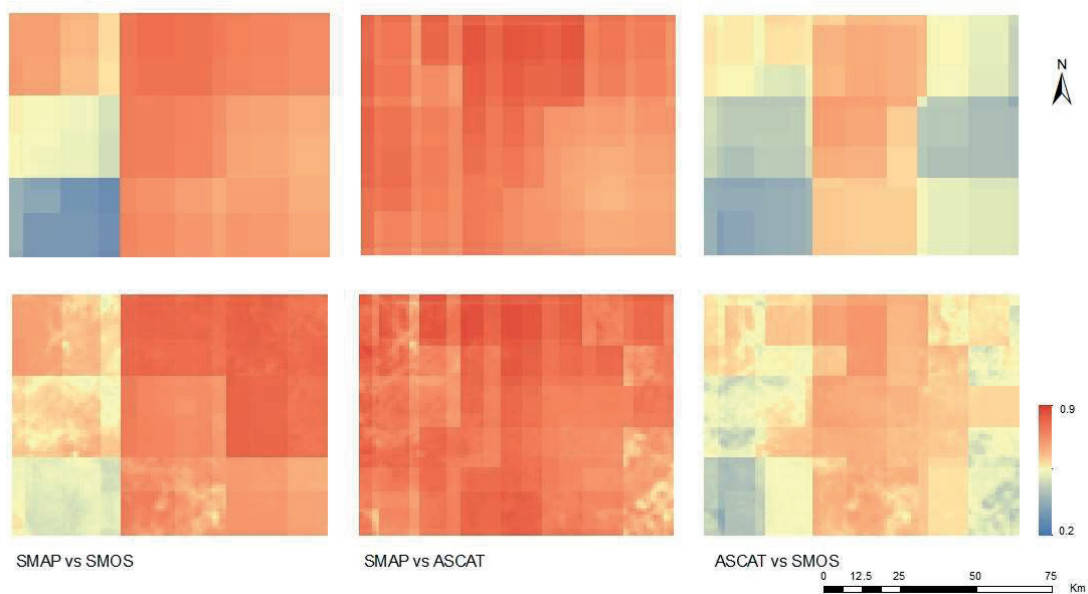 N
0.9
0.2
SMAP vs SMOS
SMAP vs ASCAT
ASCAT vs SMOS
0 12.5 25 50 75
Km